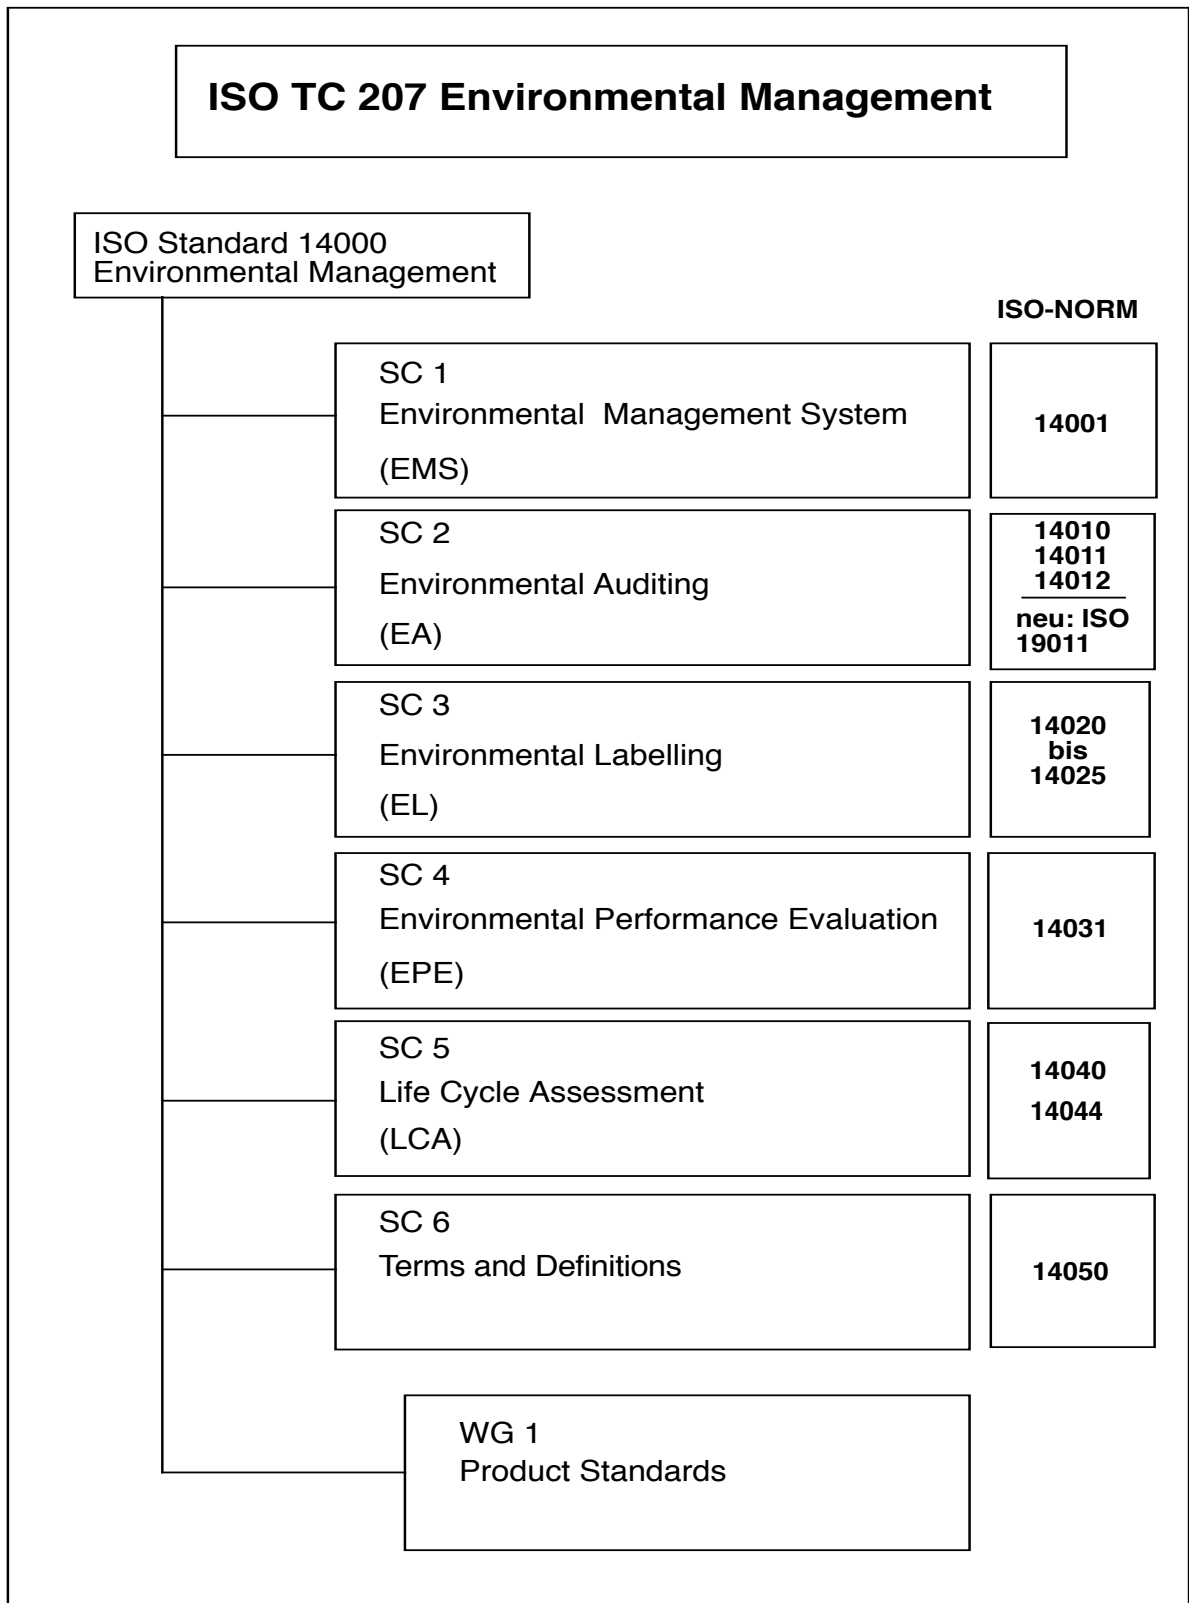 ISO TC 207 Environmental Management
ISO Standard 14000
Environmental Management
ISO-NORM
SC 1
Environmental Management System
(EMS)
14001
SC 2
Environmental Auditing
(EA)
14010
14011
14012
neu: ISO
19011
SC 3
Environmental Labelling
(EL)
14020
bis
14025
SC 4
Environmental Performance Evaluation
(EPE)
14031
SC 5
Life Cycle Assessment
(LCA)
14040
14044
SC 6
Terms and Definitions
14050
WG 1
Product Standards